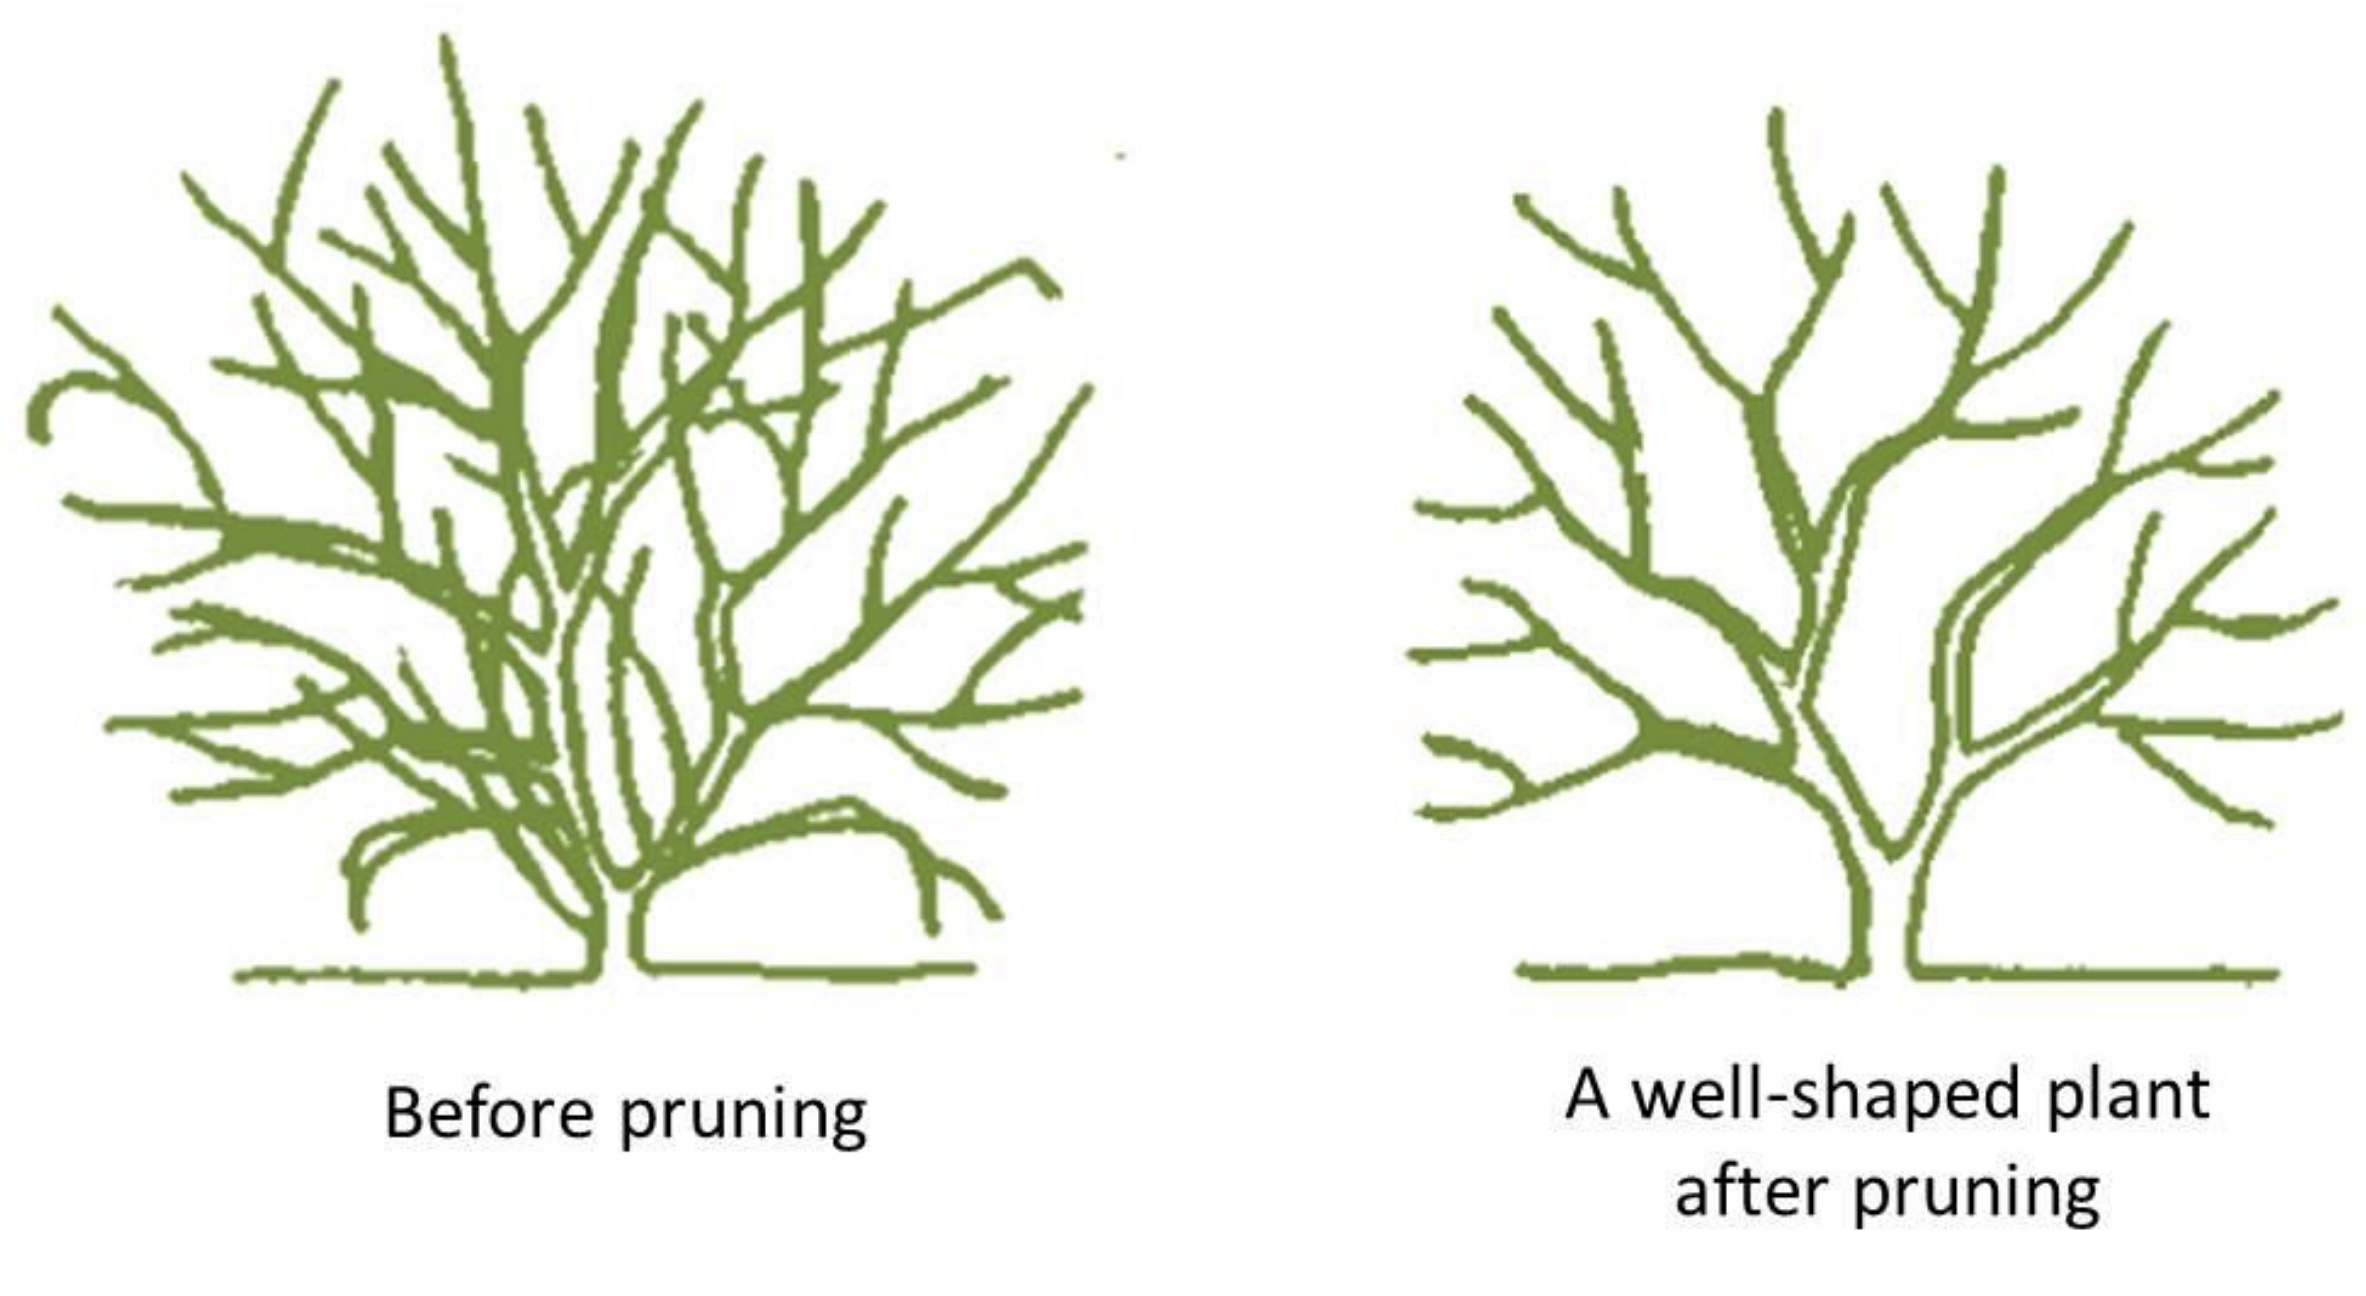 Before pruning
A well-shaped plant
after pruning